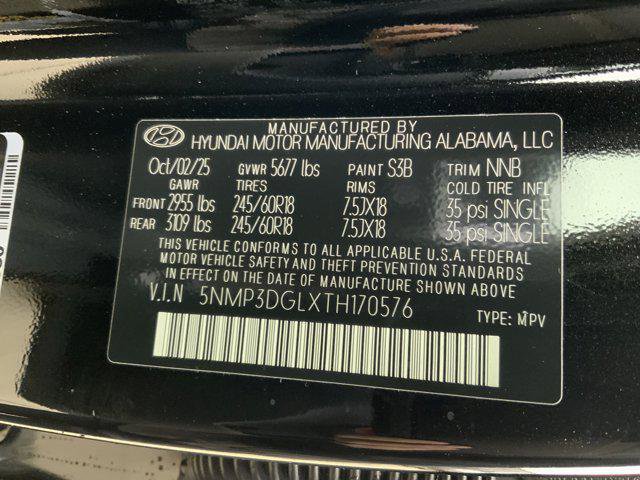 MANUFACTURED BY
HYUNDAI MOTOR MANUFACTURING ALABAMA, LLC
Oct/02/25 GVWR 5677 lbs PAINT S3B TRIM NNB
GAWR TIRES RIMS COLD TIRE INFL
FRONT 2955 lbs 245/60R18 7.5JX18 35 psi SINGLE
REAR 3109 lbs 245/60R18 7.5JX18 35 psi SINGLE
THIS VEHICLE CONFORMS TO ALL APPLICABLE U.S.A. FEDERAL
MOTOR VEHICLE SAFETY AND THEFT PREVENTION STANDARDS
IN EFFECT ON THE DATE OF MANUFACTURE SHOWN ABOVE
V.I.N 5NMP3DGLXTH170576
TYPE: MPV